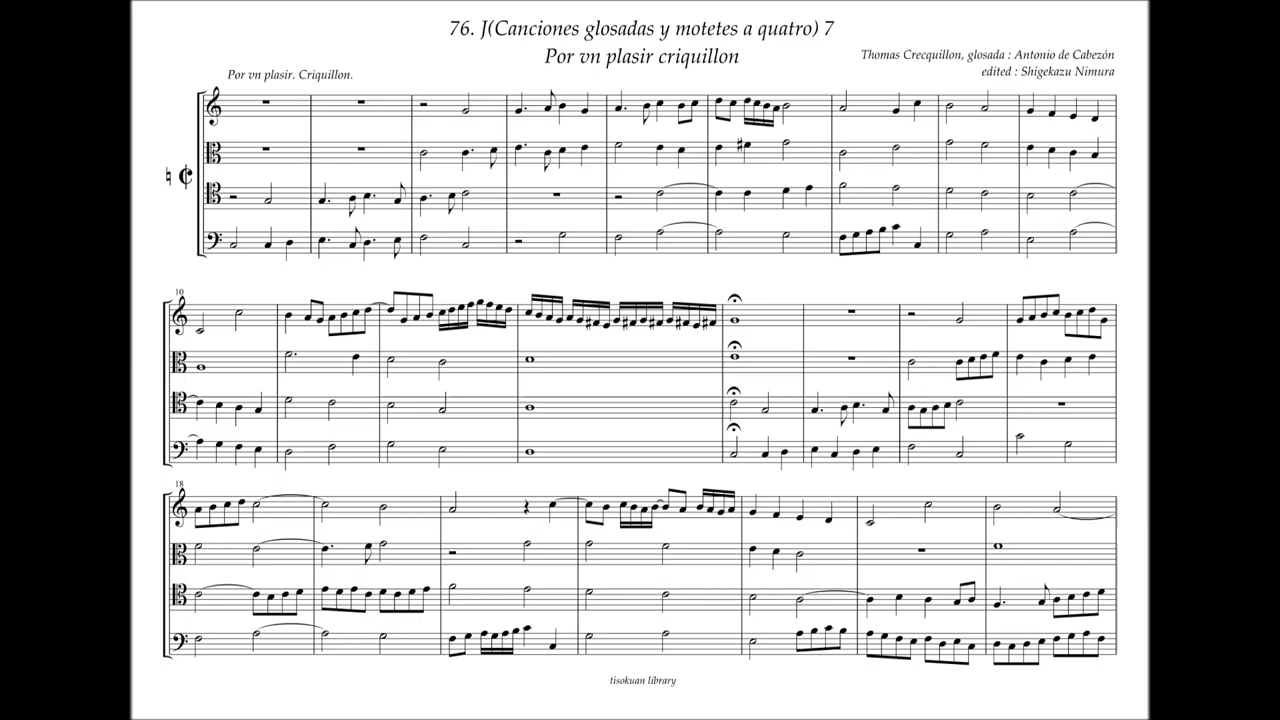 76. J(Canciones glosadas y motetes a quatro) 7
Por vn plasir criquillon
Thomas Crecquillon, glosada : Antonio de Cabezón
edited : Shigekazu Nimura
Por vn plasir. Criquillon.
10
18
tisokuan library